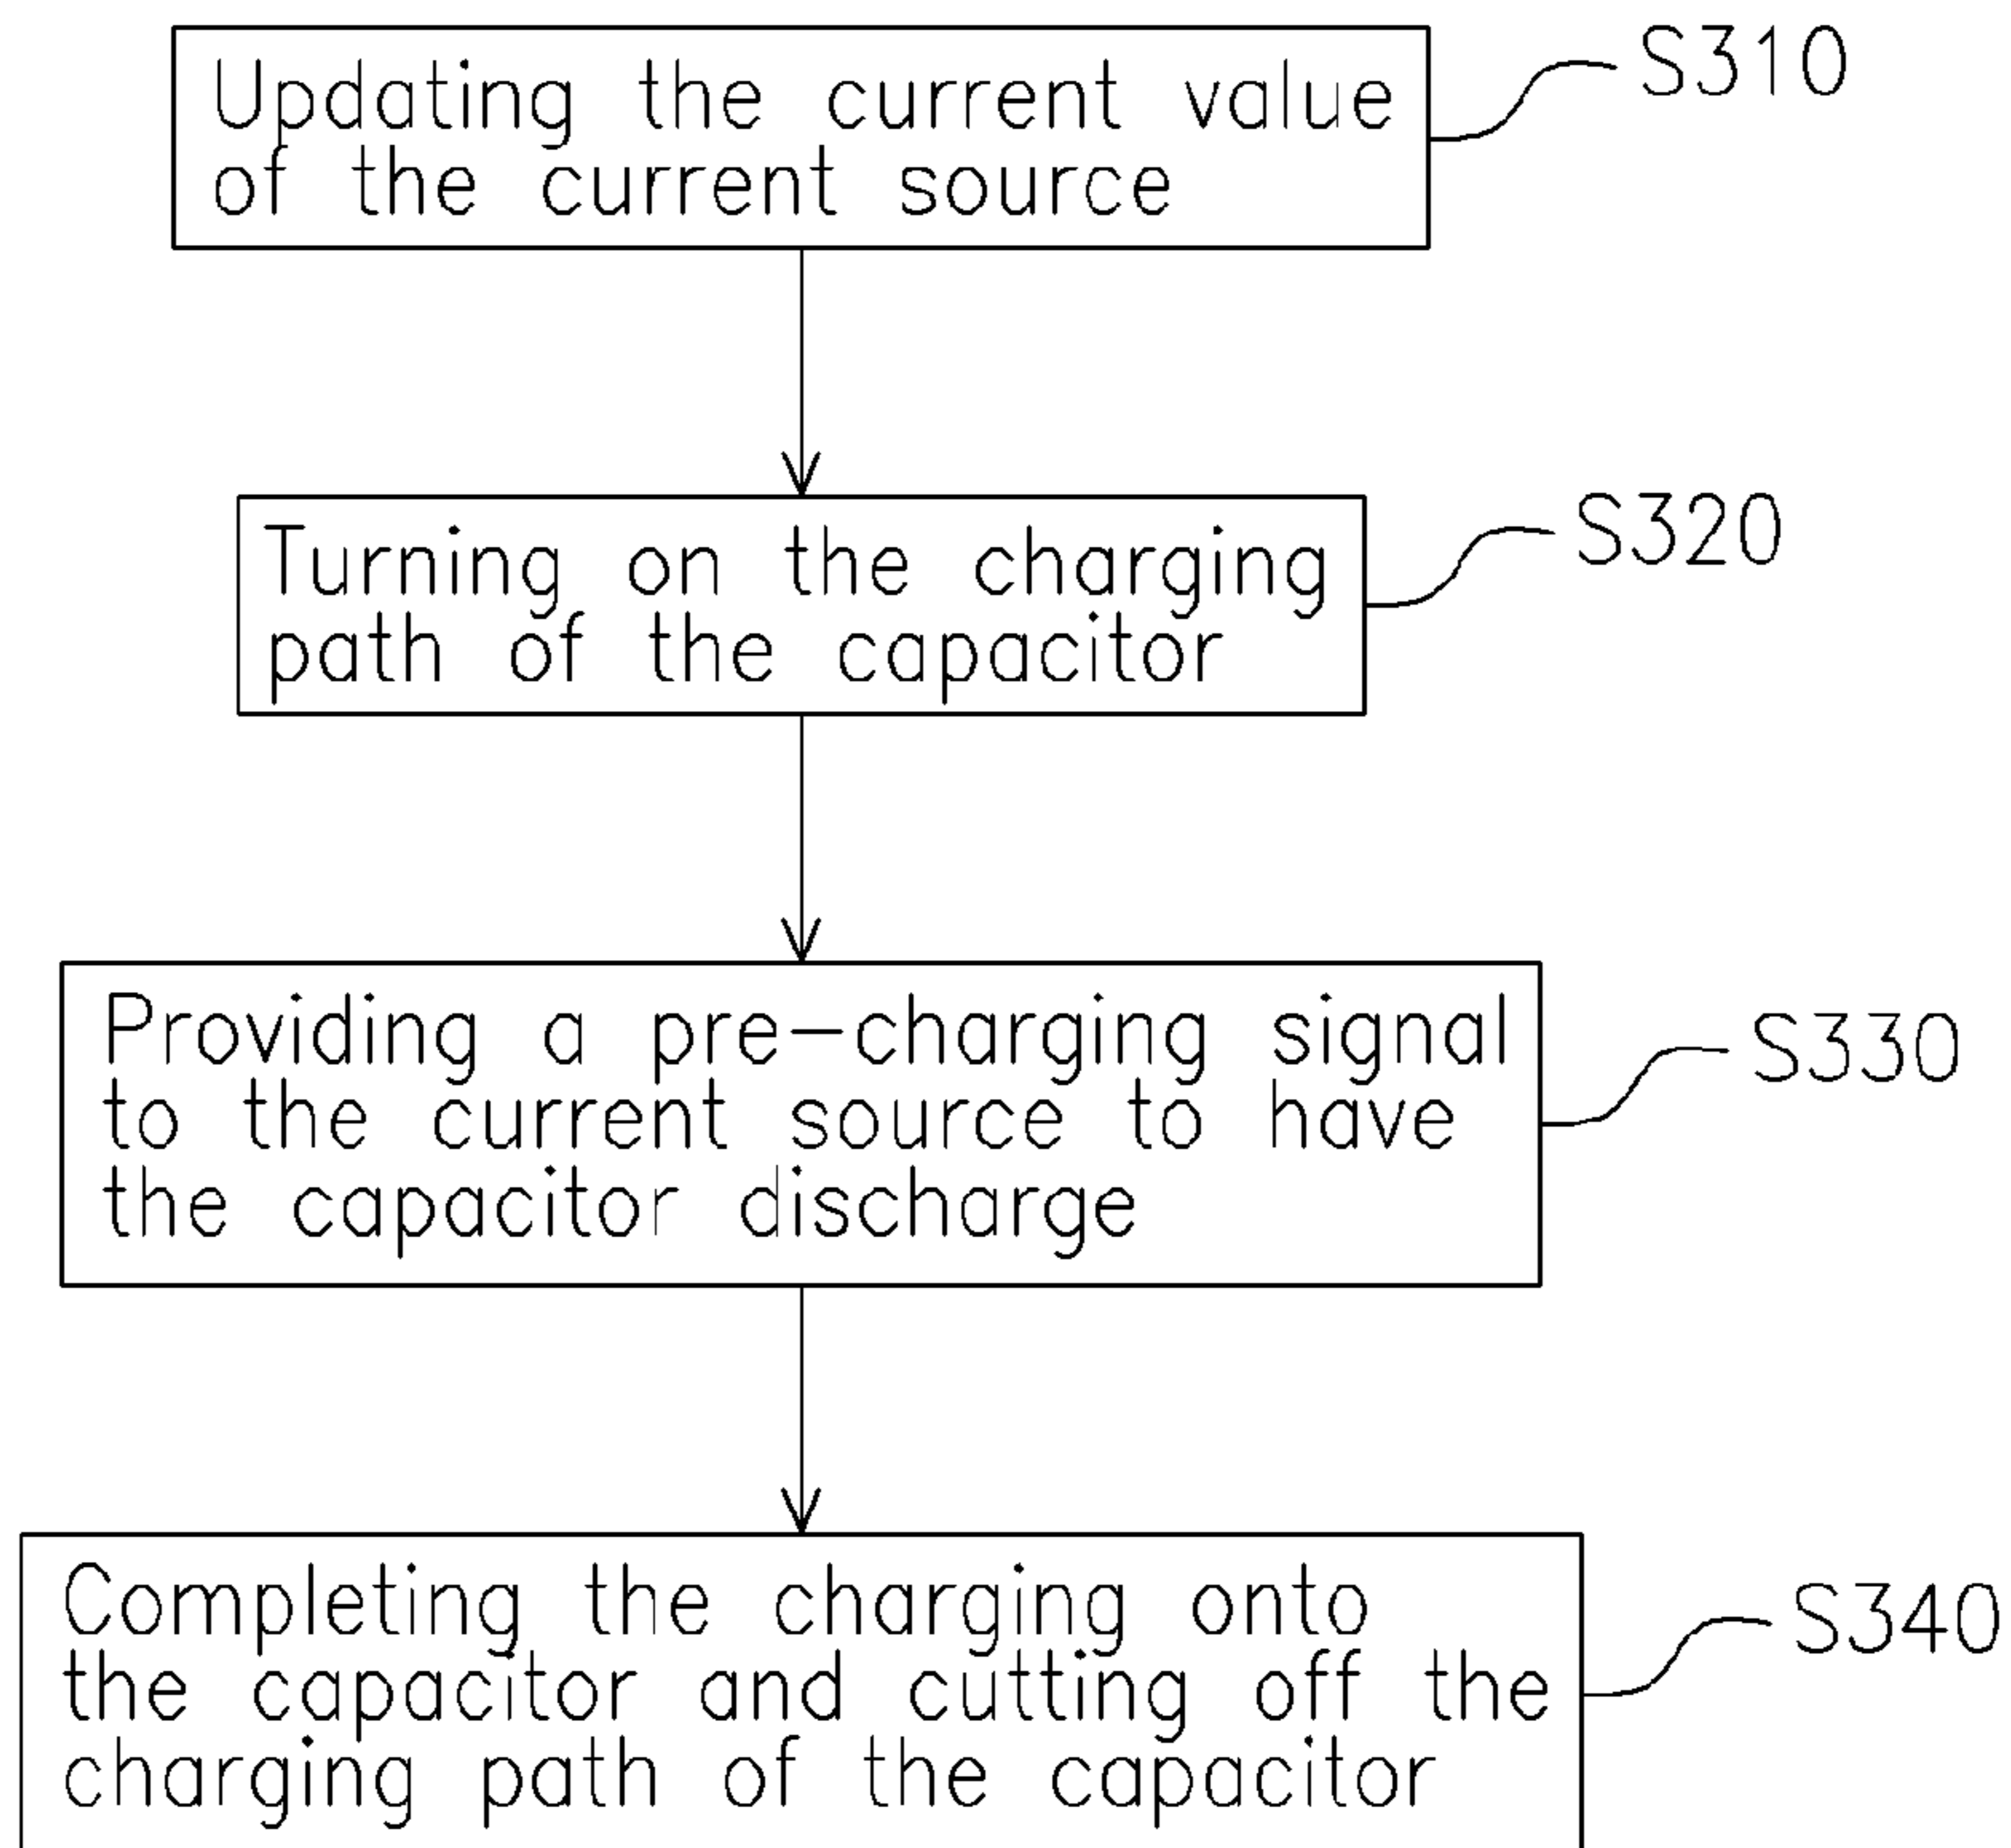 Updating the current value
of the current source
S310
Turning on the charging
path of the capacitor
S320
Providing a pre-charging signal
to the current source to have
the capacitor discharge
S330
Completing the charging onto
the capacitor and cutting off the
charging path of the capacitor
S340